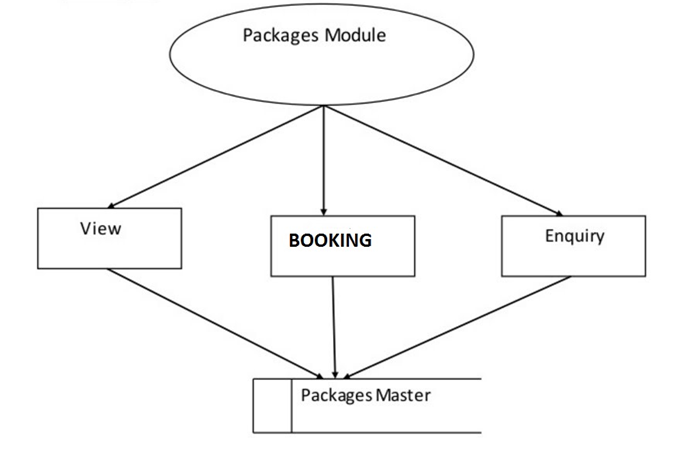 Packages Module
View
BOOKING
Enquiry
Packages Master